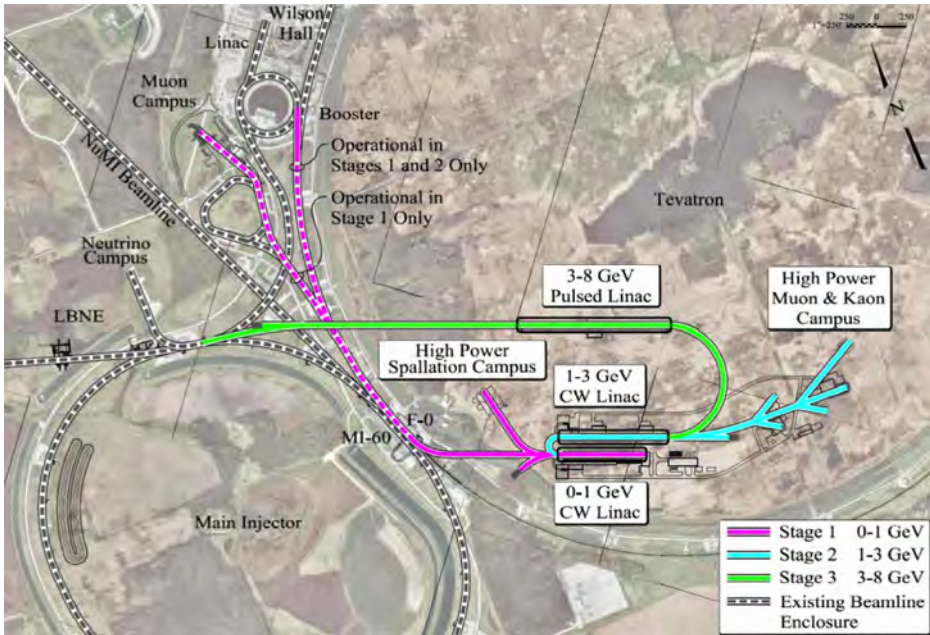 Wilson
Hall
Linac
Muon
Campus
Booster
Operational in
Stages 1 and 2 Only
Operational in
Stage 1 Only
NuMI Beamline
Neutrino
Campus
LBNE
Tevatron
3-8 GeV
Pulsed Linac
High Power
Muon & Kaon
Campus
High Power
Spallation Campus
1-3 GeV
CW Linac
F-0
MI-60
0-1 GeV
CW Linac
Main Injector
250 0 250
N
Stage 1 0-1 GeV
Stage 2 1-3 GeV
Stage 3 3-8 GeV
Existing Beamline
Enclosure